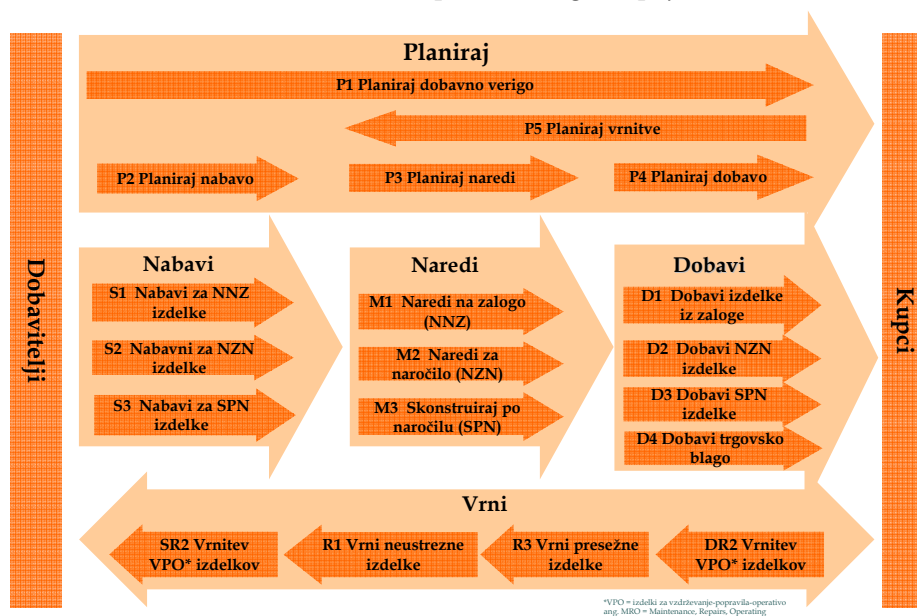 Planiraj
P1 Planiraj dobavno verigo
P5 Planiraj vrnitve
P2 Planiraj nabavo
P3 Planiraj naredi
P4 Planiraj dobavo
Dobavitelji
Nabavi
S1 Nabavi za NNZ
izdelke
S2 Nabavni za NZN
izdelke
S3 Nabavi za SPN
izdelke
Naredi
M1 Naredi na zalogo
(NNZ)
M2 Naredi za
naročilo (NZN)
M3 Skonstruiraj po
naročilu (SPN)
Dobavi
D1 Dobavi izdelke
iz zaloge
D2 Dobavi NZN
izdelke
D3 Dobavi SPN
izdelke
D4 Dobavi trgovsko
blago
Kupci
Vrni
SR2 Vrnitev
VPO* izdelkov
R1 Vrni neustrezne
izdelke
R3 Vrni presežne
izdelke
DR2 Vrnitev
VPO* izdelkov
*VPO = izdelki za vzdrževanje-popravila-operativo
ang. MRO = Maintenance, Repairs, Operating